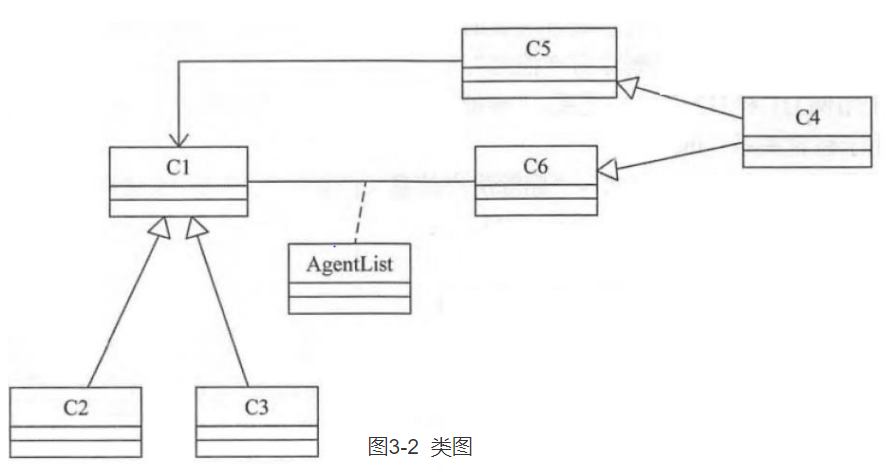 C5
C4
C1
C6
AgentList
C2
C3
图3-2 类图